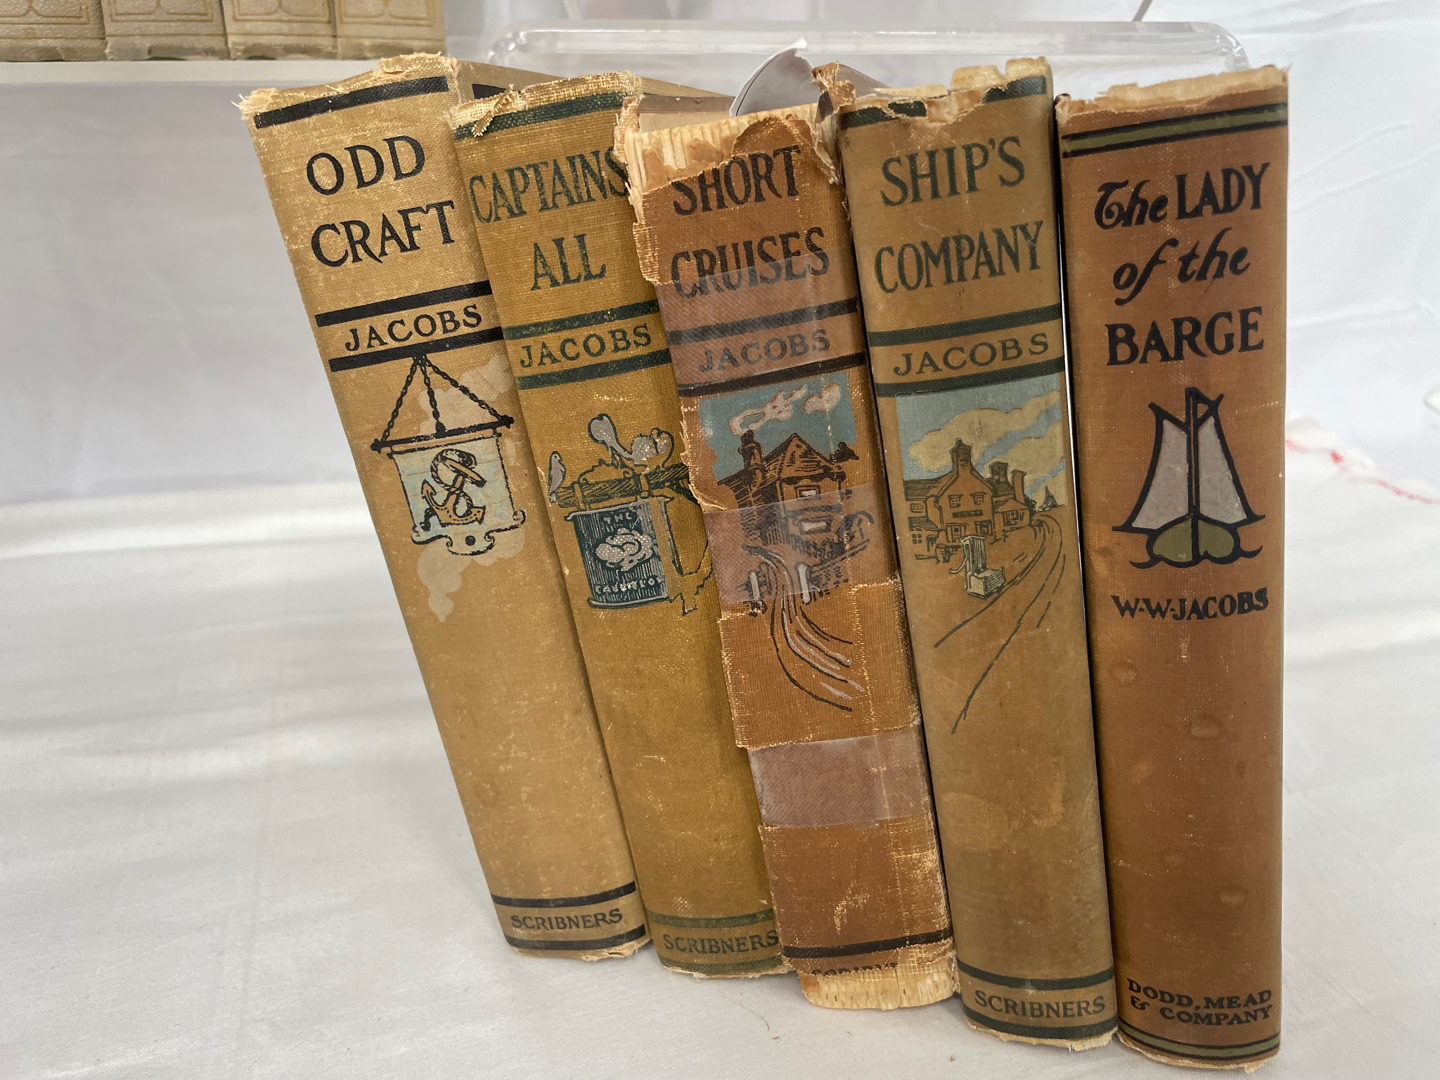 ODD
CRAFT
JACOBS
SCRIBNERS
CAPTAINS
ALL
JACOBS
THE
SCRIBNERS
SHORT
CRUISES
JACOBS
SHIP'S
COMPANY
JACOBS
SCRIBNERS
The LADY
of the
BARGE
W·W·JACOBS
DODD, MEAD
& COMPANY